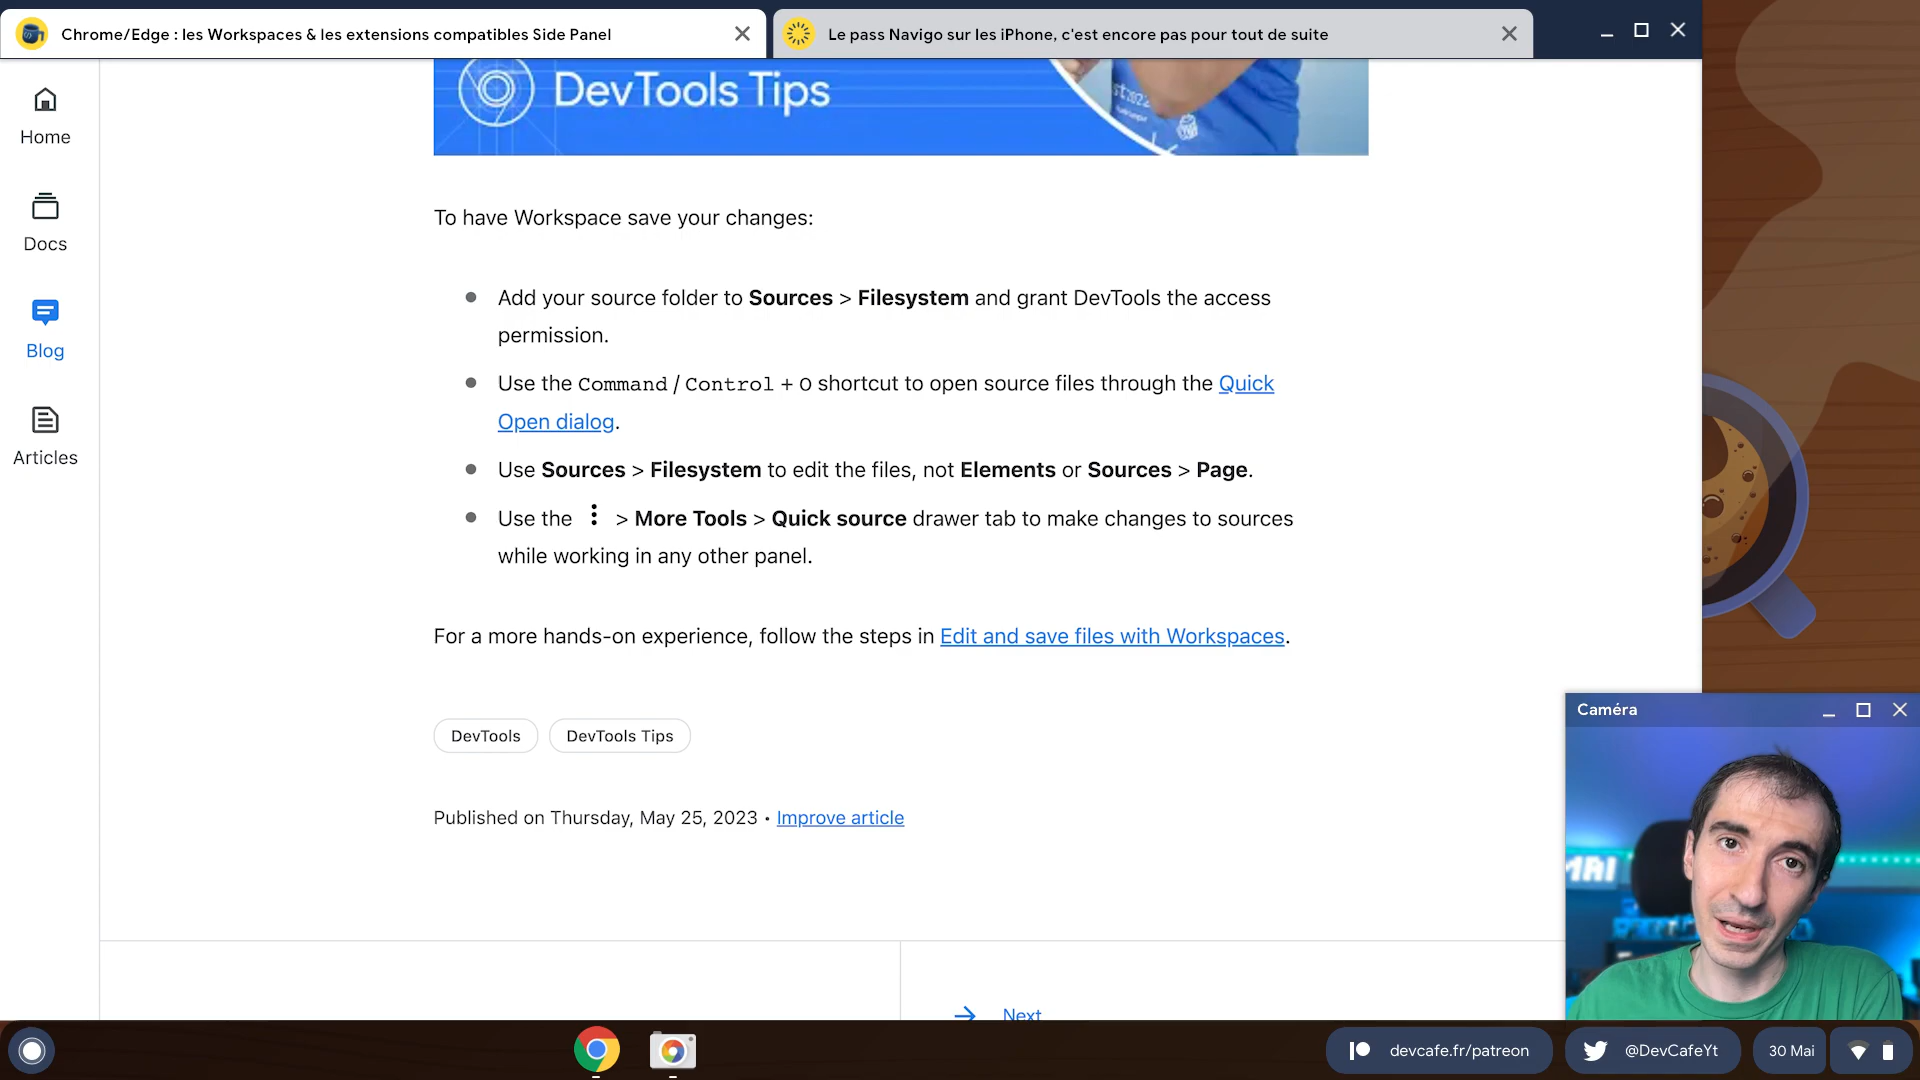 Chrome/Edge : les Workspaces & les extensions compatibles Side Panel
Le pass Navigo sur les iPhone, c'est encore pas pour tout de suite
Home
Docs
Blog
Articles
DevTools Tips
To have Workspace save your changes:
Add your source folder to Sources > Filesystem and grant DevTools the access
permission.
Use the Command / Control + O shortcut to open source files through the Quick
Open dialog.
Use Sources > Filesystem to edit the files, not Elements or Sources > Page.
Use the ⋮ > More Tools > Quick source drawer tab to make changes to sources
while working in any other panel.
For a more hands-on experience, follow the steps in Edit and save files with Workspaces.
DevTools
DevTools Tips
Published on Thursday, May 25, 2023 • Improve article
Next
Caméra
devcafe.fr/patreon
@DevCafeYt
30 Mai